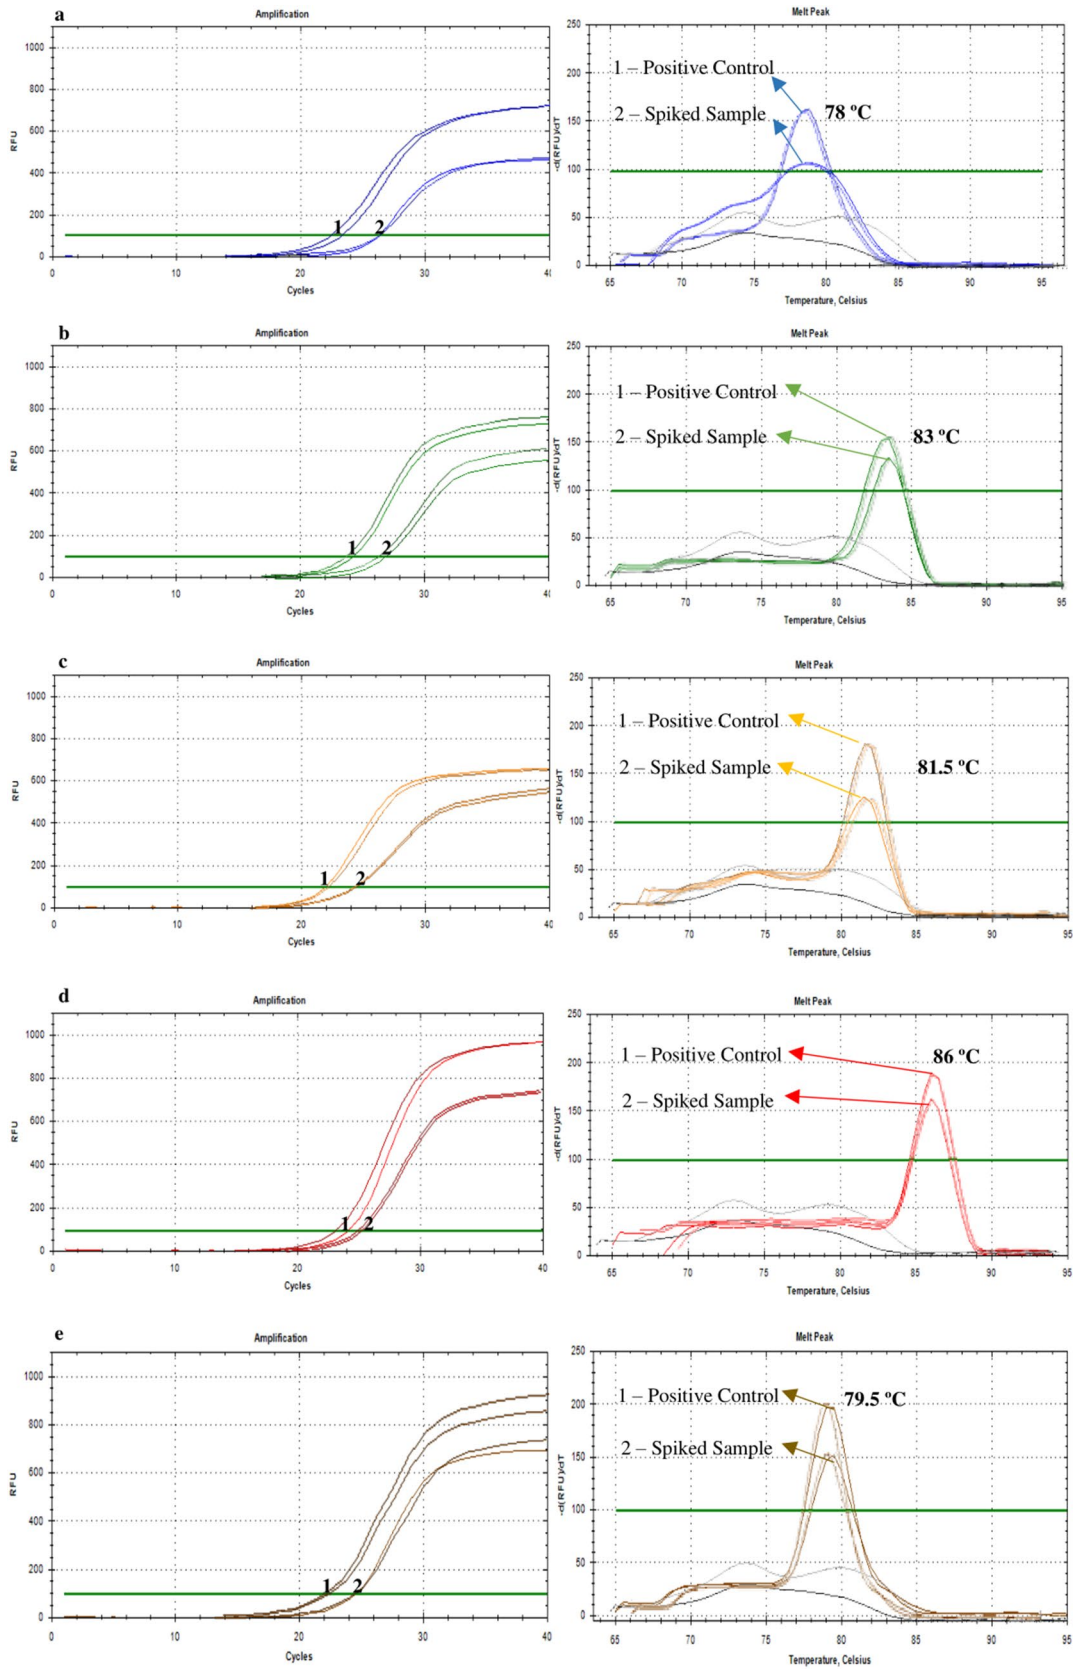 a
Amplification
1000
800
600
400
200
0
RFU
1
2
0
10
20
30
40
Cycles
Melt Peak
250
200
150
100
50
0
-d(RFU)/dT
1 – Positive Control
2 – Spiked Sample
78 ºC
65
70
75
80
85
90
95
Temperature, Celsius
b
Amplification
1000
800
600
400
200
0
RFU
1
2
0
10
20
30
Cycles
Melt Peak
250
200
150
100
50
0
-d(RFU)/dT
1 – Positive Control
2 – Spiked Sample
83 ºC
65
70
75
80
85
90
95
Temperature, Celsius
c
Amplification
1000
800
600
400
200
0
RFU
1
2
0
10
20
30
40
Cycles
Melt Peak
250
200
150
100
50
0
-d(RFU)/dT
1 – Positive Control
2 – Spiked Sample
81.5 ºC
65
70
75
80
85
90
95
Temperature, Celsius
d
Amplification
1000
800
600
400
200
0
RFU
1
2
0
10
20
30
40
Cycles
Melt Peak
250
200
150
100
50
0
-d(RFU)/dT
1 – Positive Control
2 – Spiked Sample
86 ºC
65
70
75
80
85
90
95
Temperature, Celsius
e
Amplification
1000
800
600
400
200
0
RFU
1
2
0
10
20
30
40
Cycles
Melt Peak
250
200
150
100
50
0
-d(RFU)/dT
1 – Positive Control
2 – Spiked Sample
79.5 ºC
65
70
75
80
85
90
95
Temperature, Celsius